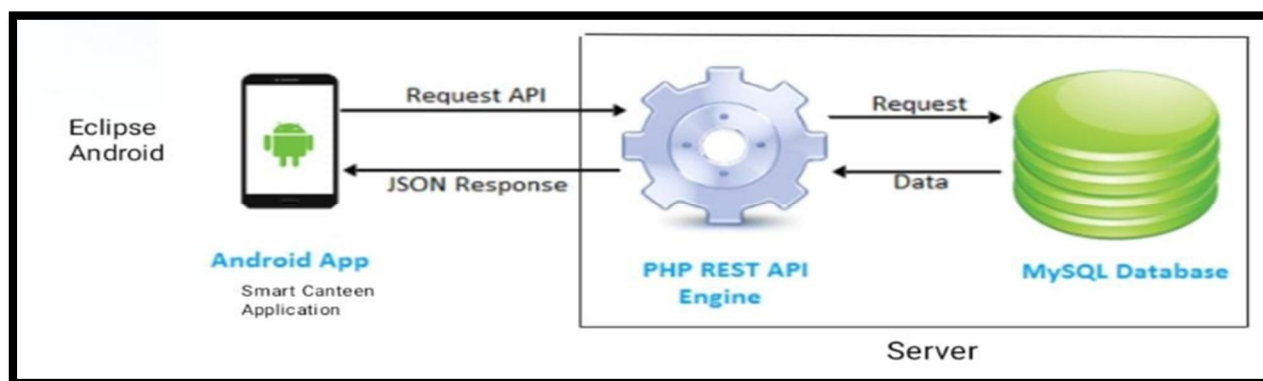 Eclipse
Android
Request API
JSON Response
Request
Data
Android App
Smart Canteen
Application
PHP REST API
Engine
MySQL Database
Server